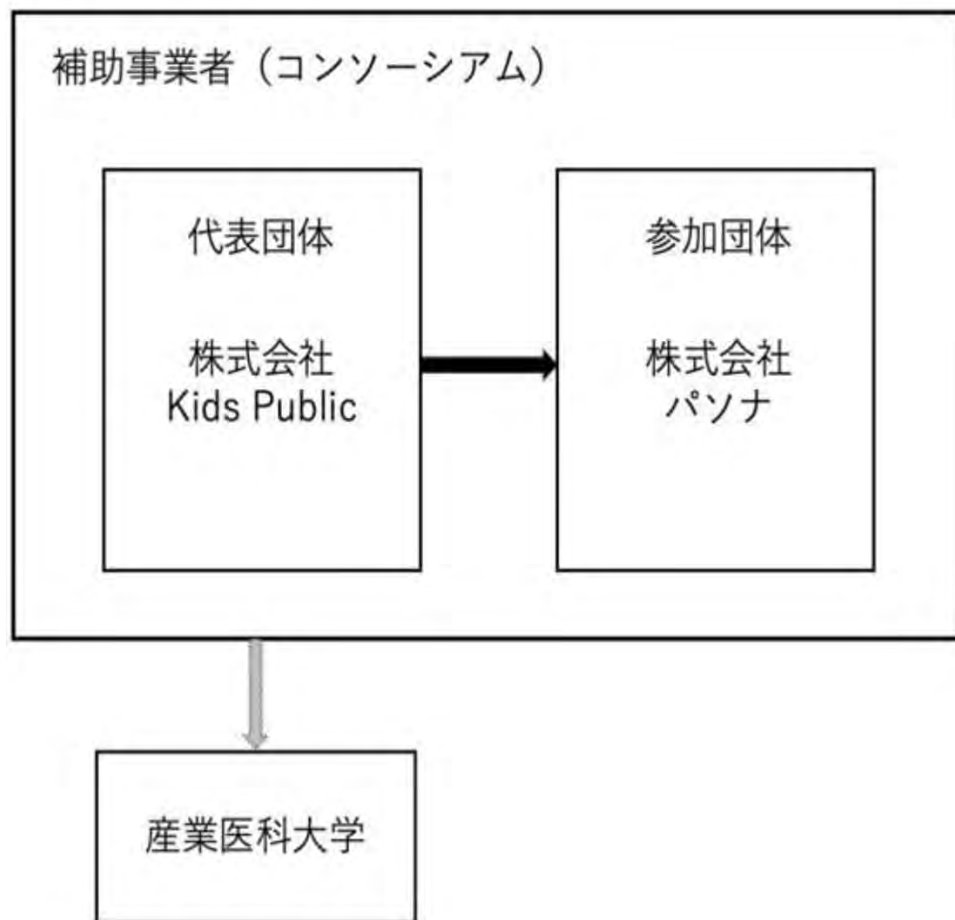 補助事業者（コンソーシアム）
代表団体
株式会社
Kids Public
参加団体
株式会社
パソナ
産業医科大学